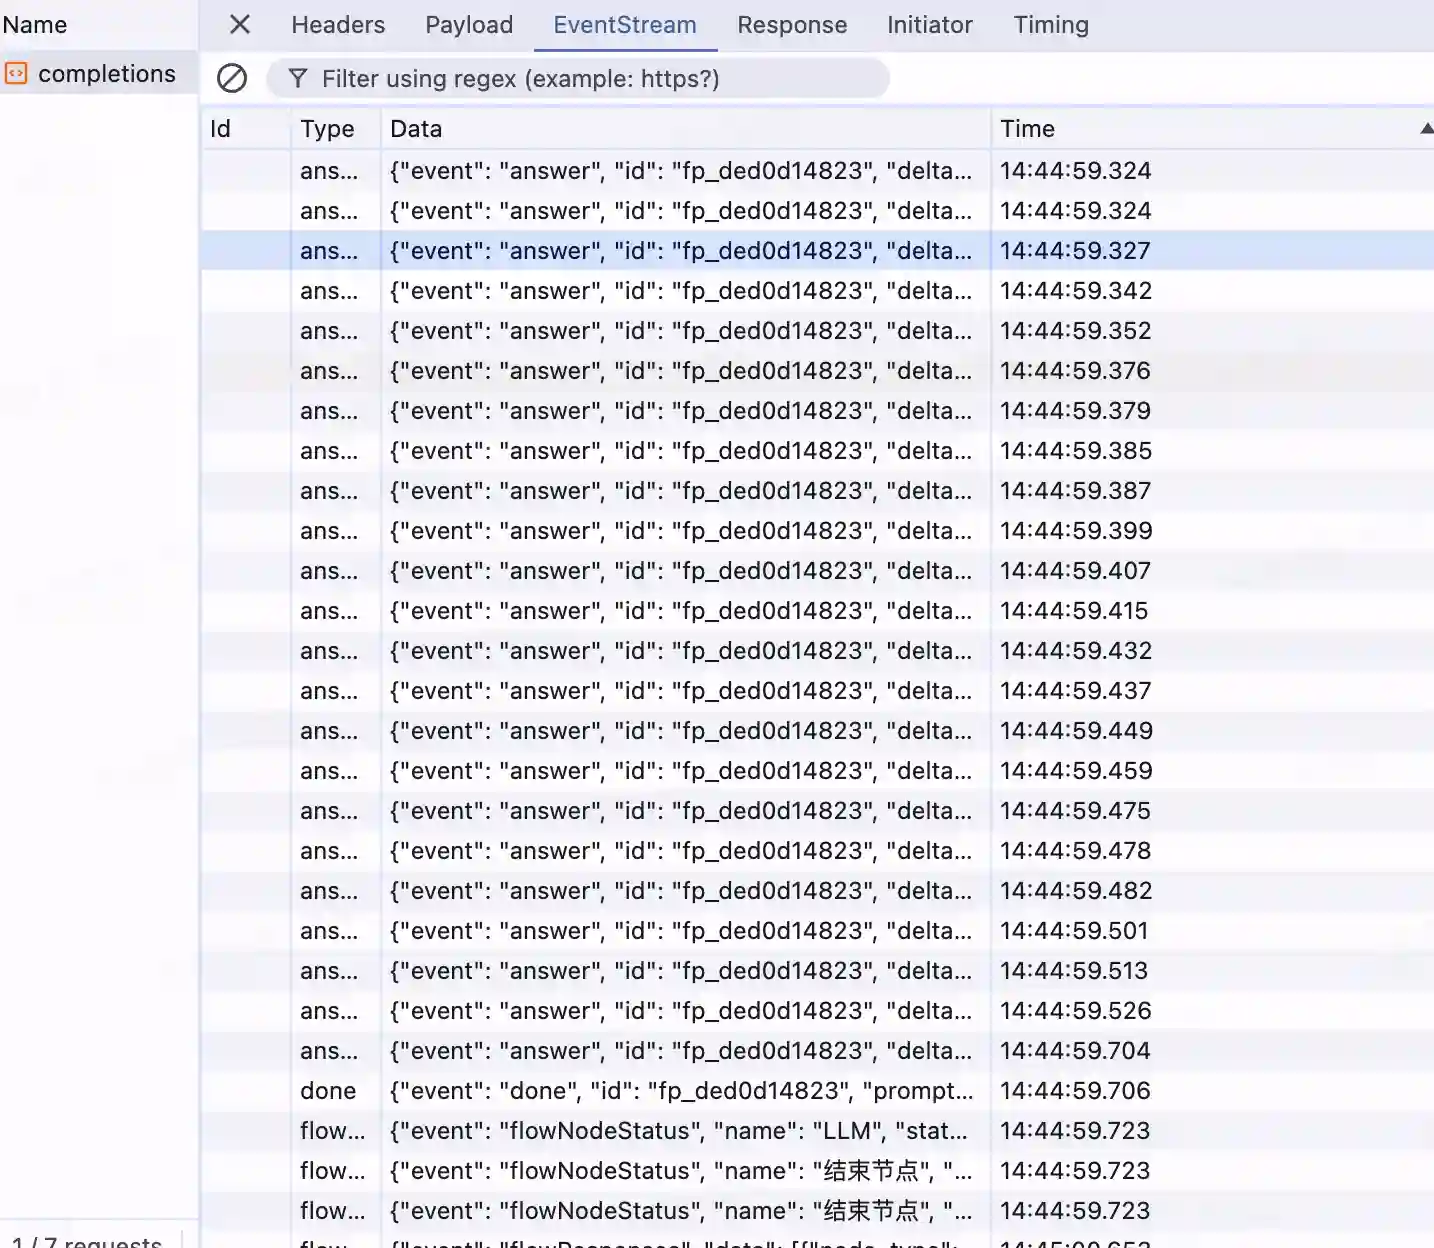 Name
Headers Payload EventStream Response Initiator Timing
completions
Filter using regex (example: https?)
Id Type Data Time
ans... {"event": "answer", "id": "fp_ded0d14823", "delta... 14:44:59.324
ans... {"event": "answer", "id": "fp_ded0d14823", "delta... 14:44:59.324
ans... {"event": "answer", "id": "fp_ded0d14823", "delta... 14:44:59.327
ans... {"event": "answer", "id": "fp_ded0d14823", "delta... 14:44:59.342
ans... {"event": "answer", "id": "fp_ded0d14823", "delta... 14:44:59.352
ans... {"event": "answer", "id": "fp_ded0d14823", "delta... 14:44:59.376
ans... {"event": "answer", "id": "fp_ded0d14823", "delta... 14:44:59.379
ans... {"event": "answer", "id": "fp_ded0d14823", "delta... 14:44:59.385
ans... {"event": "answer", "id": "fp_ded0d14823", "delta... 14:44:59.387
ans... {"event": "answer", "id": "fp_ded0d14823", "delta... 14:44:59.399
ans... {"event": "answer", "id": "fp_ded0d14823", "delta... 14:44:59.407
ans... {"event": "answer", "id": "fp_ded0d14823", "delta... 14:44:59.415
ans... {"event": "answer", "id": "fp_ded0d14823", "delta... 14:44:59.432
ans... {"event": "answer", "id": "fp_ded0d14823", "delta... 14:44:59.437
ans... {"event": "answer", "id": "fp_ded0d14823", "delta... 14:44:59.449
ans... {"event": "answer", "id": "fp_ded0d14823", "delta... 14:44:59.459
ans... {"event": "answer", "id": "fp_ded0d14823", "delta... 14:44:59.475
ans... {"event": "answer", "id": "fp_ded0d14823", "delta... 14:44:59.478
ans... {"event": "answer", "id": "fp_ded0d14823", "delta... 14:44:59.482
ans... {"event": "answer", "id": "fp_ded0d14823", "delta... 14:44:59.501
ans... {"event": "answer", "id": "fp_ded0d14823", "delta... 14:44:59.513
ans... {"event": "answer", "id": "fp_ded0d14823", "delta... 14:44:59.526
ans... {"event": "answer", "id": "fp_ded0d14823", "delta... 14:44:59.704
done {"event": "done", "id": "fp_ded0d14823", "prompt... 14:44:59.706
flow... {"event": "flowNodeStatus", "name": "LLM", "stat... 14:44:59.723
flow... {"event": "flowNodeStatus", "name": "结束节点", "... 14:44:59.723
flow... {"event": "flowNodeStatus", "name": "结束节点", "... 14:44:59.723
flow... {"event": "flowResponses", "data": [{"node_type":
1 / 7 requests